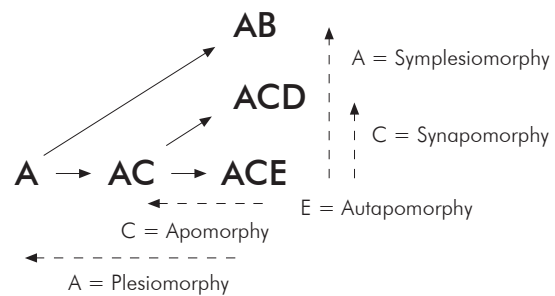 AB
A = Symplesiomorphy
ACD
C = Synapomorphy
A AC ACE
E = Autapomorphy
C = Apomorphy
A = Plesiomorphy